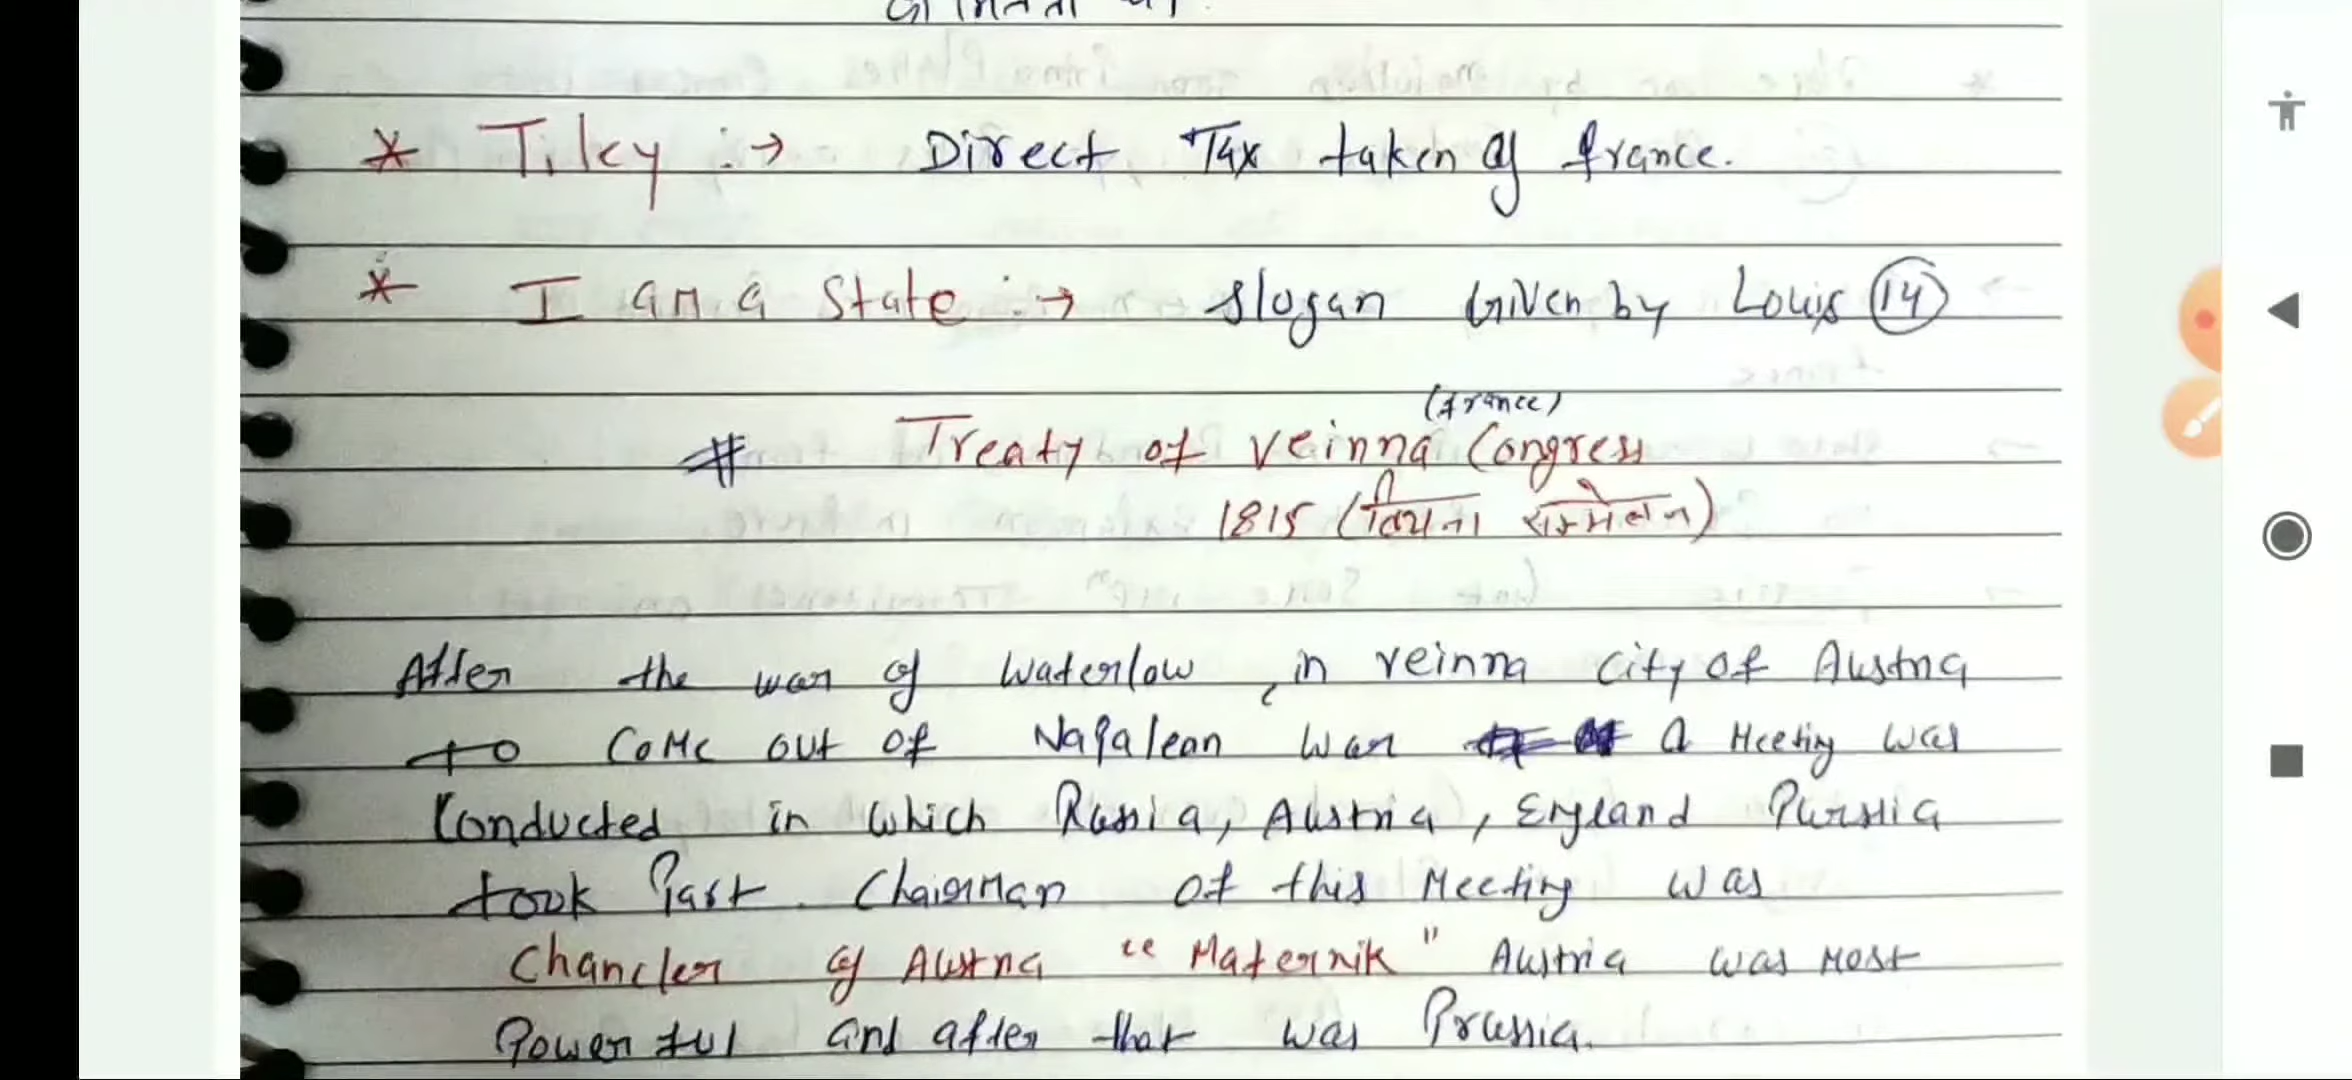 * Tiley :→ Direct Tax taken of france.
* I am a State :→ slogan Given by Louis 14
(france)
# Treaty of Veinna Congress
1815 (वियना सम्मेलन)
After the war of Waterlow, in veinna city of Austria
to come out of Napalean war a Meeting was
Conducted in which Russia, Austria, England Purssia
took Part. Chairman of this Meeting was
Chancler of Austria "Maternik" Austria was most
Powerful and after that was Prussia.